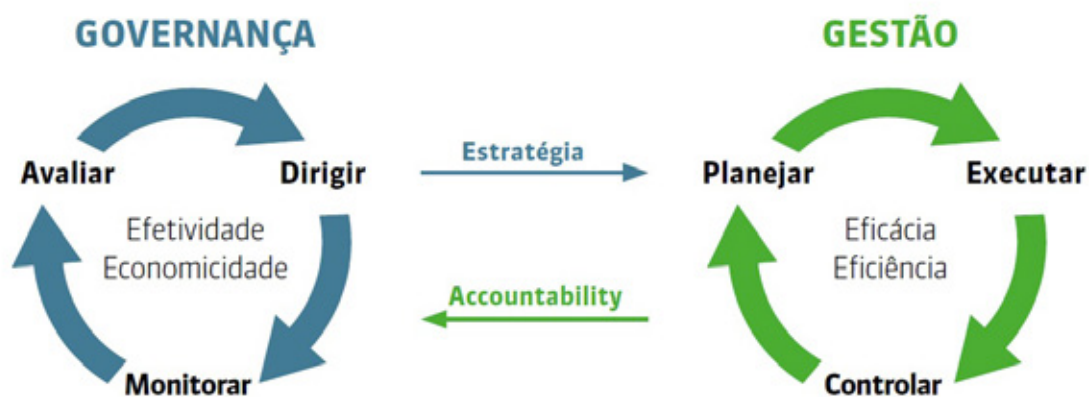 GOVERNANÇA
Avaliar
Dirigir
Efetividade
Economicidade
Monitorar
Estratégia
Accountability
GESTÃO
Planejar
Executar
Eficácia
Eficiência
Controlar